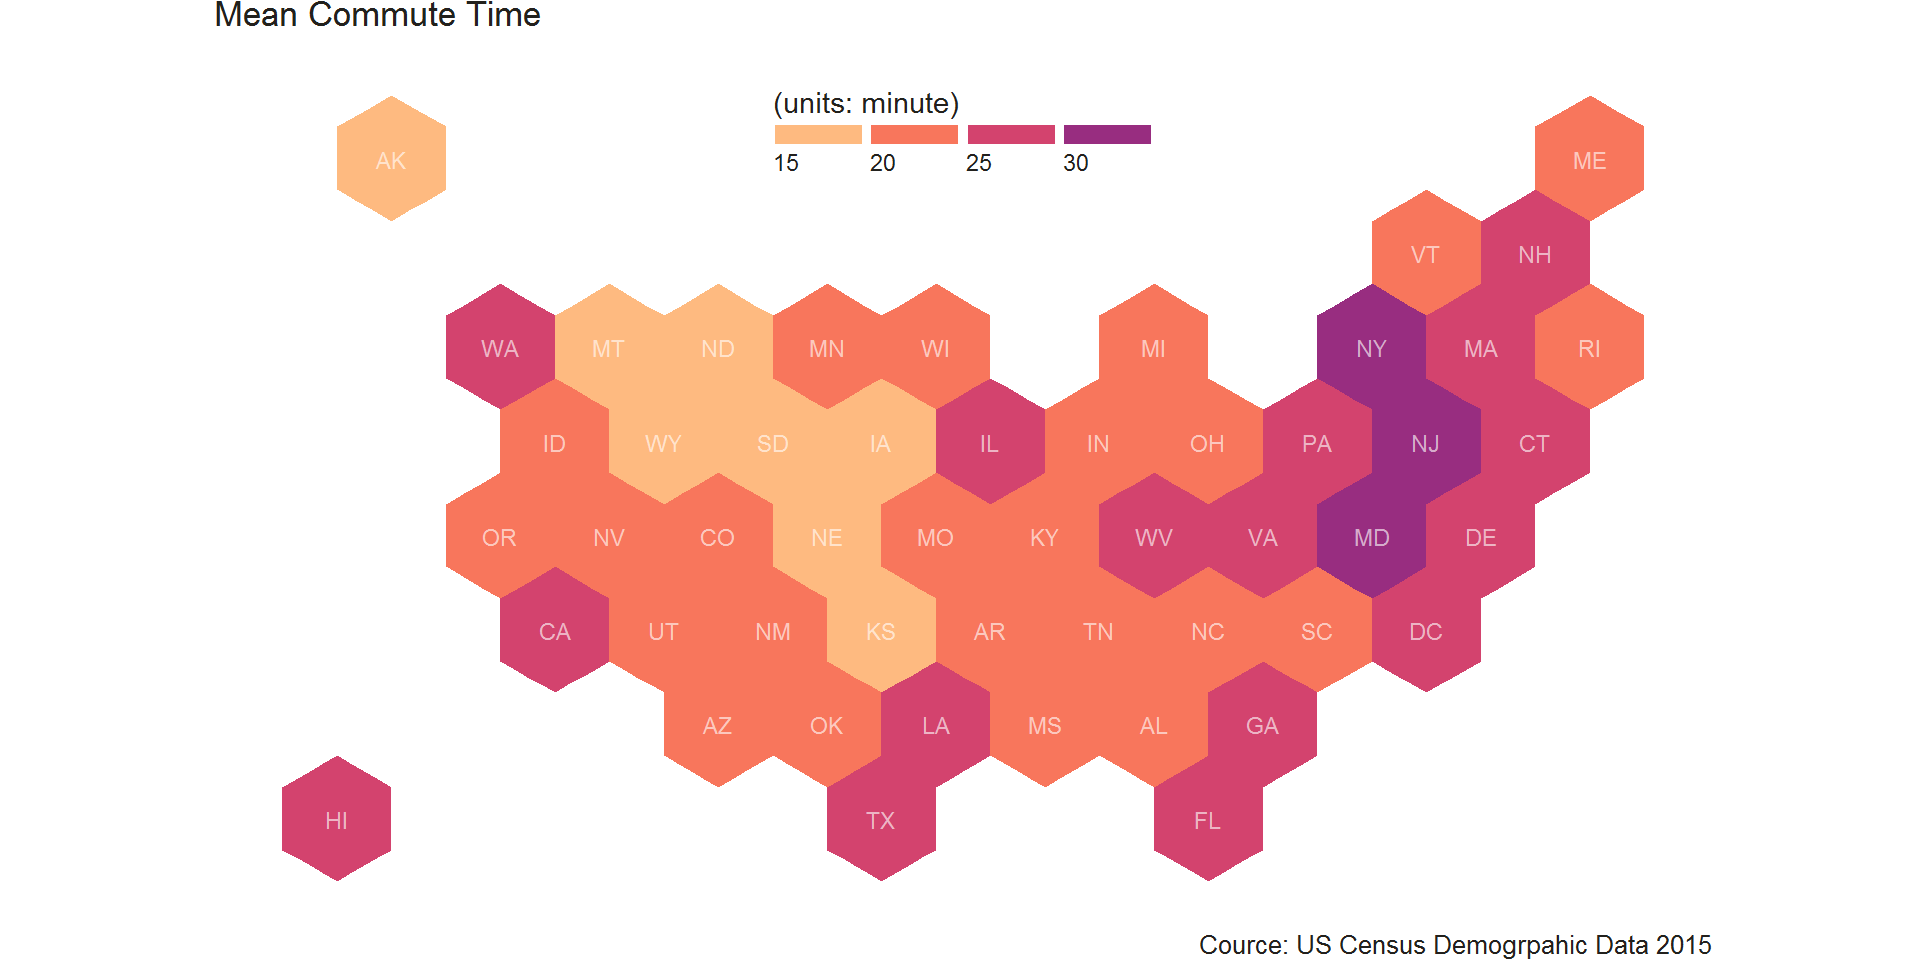 Mean Commute Time
(units: minute)
15 20 25 30
AK ME
VT NH
WA MT ND MN WI MI NY MA RI
ID WY SD IA IL IN OH PA NJ CT
OR NV CO NE MO KY WV VA MD DE
CA UT NM KS AR TN NC SC DC
AZ OK LA MS AL GA
HI TX FL
Cource: US Census Demogrpahic Data 2015